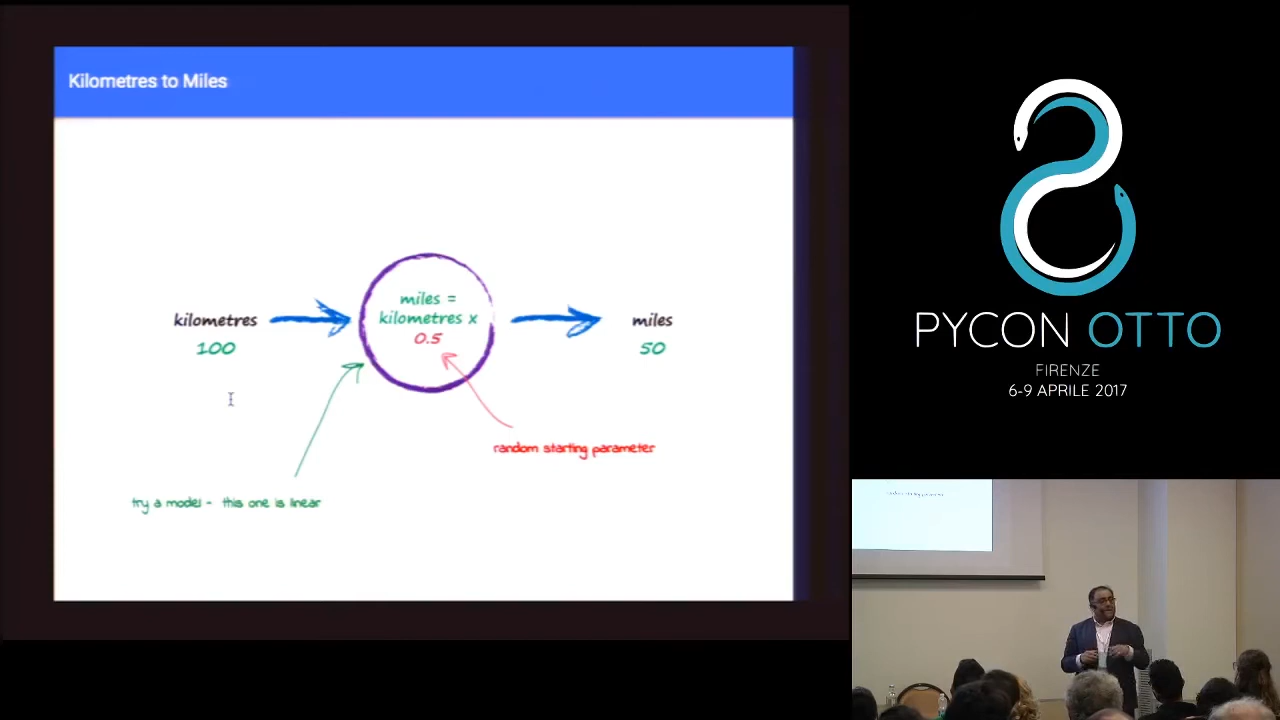 Kilometres to Miles
kilometres
100
miles =
kilometres x
0.5
miles
50
random starting parameter
try a model - this one is linear
PYCON OTTO
FIRENZE
6-9 APRILE 2017